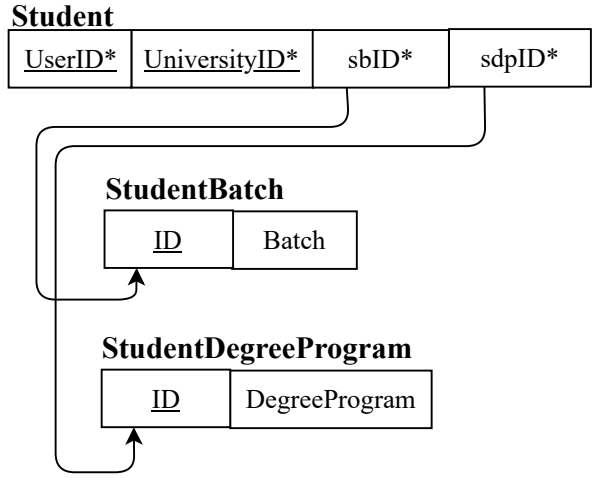 Student
UserID* UniversityID* sbID* sdpID*
StudentBatch
ID Batch
StudentDegreeProgram
ID DegreeProgram